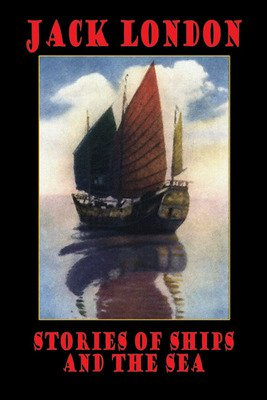 JACK LONDON
STORIES OF SHIPS
AND THE SEA